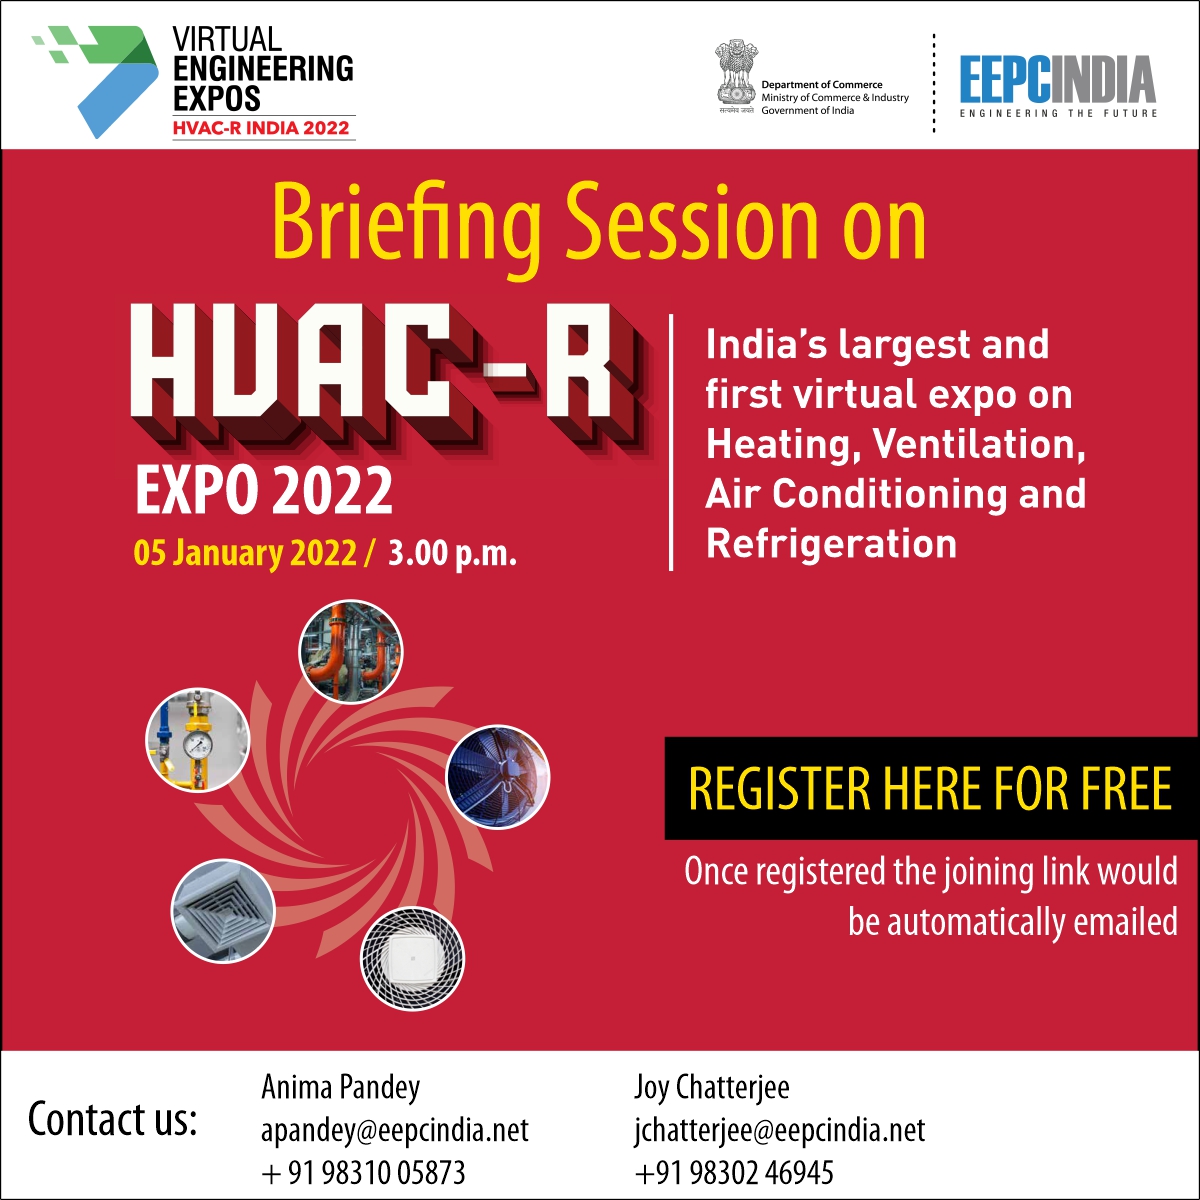 VIRTUAL
ENGINEERING
EXPOS
HVAC-R INDIA 2022
सत्यमेव जयते
Department of Commerce
Ministry of Commerce & Industry
Government of India
EEPCINDIA
ENGINEERING THE FUTURE
Briefing Session on
HVAC-R
EXPO 2022
05 January 2022 / 3.00 p.m.
India's largest and
first virtual expo on
Heating, Ventilation,
Air Conditioning and
Refrigeration
REGISTER HERE FOR FREE
Once registered the joining link would
be automatically emailed
Contact us:
Anima Pandey
apandey@eepcindia.net
+ 91 98310 05873
Joy Chatterjee
jchatterjee@eepcindia.net
+91 98302 46945